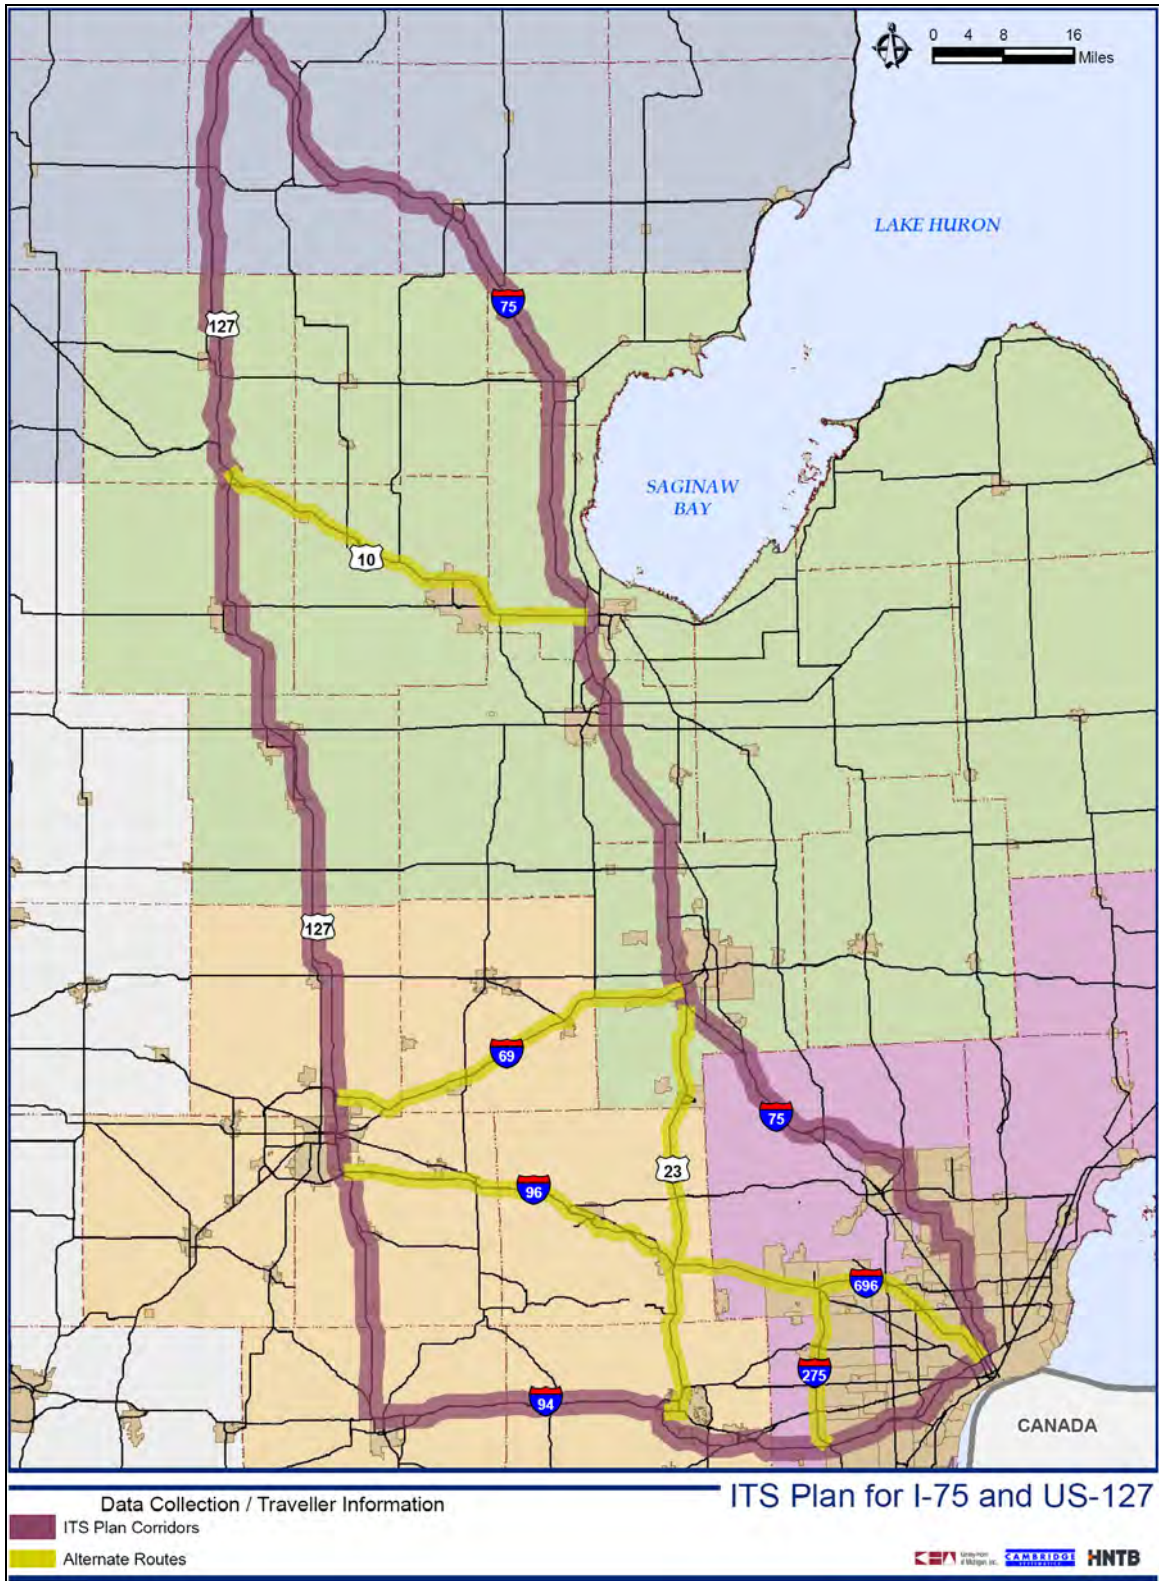 0 4 8 16
Miles
LAKE HURON
127
75
SAGINAW
BAY
10
127
69
75
23
96
696
275
94
CANADA
ITS Plan for I-75 and US-127
Data Collection / Traveller Information
ITS Plan Corridors
Alternate Routes
CAMBRIDGE
SYSTEMATICS
HNTB